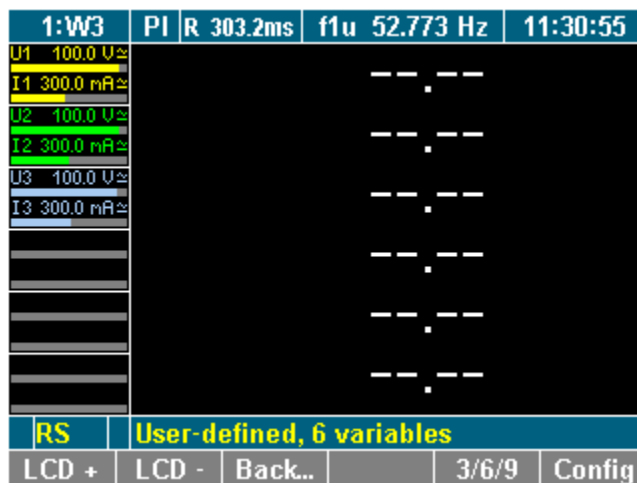 1:W3 PI R 303.2ms f1u 52.773 Hz 11:30:55
U1 100.0 V≃
I1 300.0 mA≃
U2 100.0 V≃
I2 300.0 mA≃
U3 100.0 V≃
I3 300.0 mA≃
--.--
--.--
--.--
--.--
--.--
--.--
RS User-defined, 6 variables
LCD + LCD - Back... 3/6/9 Config